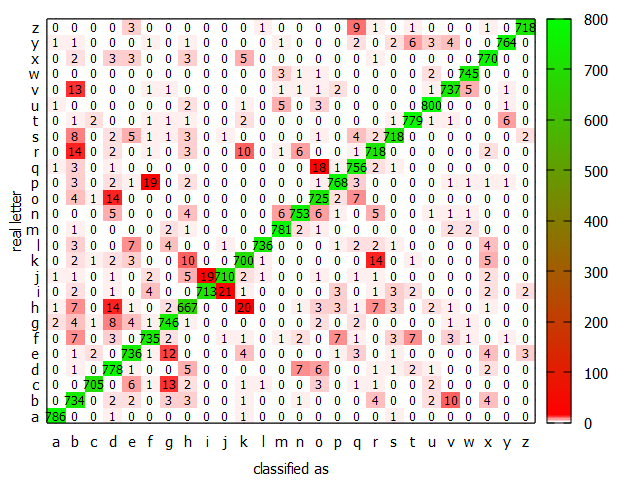 z 0 0 0 0 3 0 0 0 0 0 0 1 0 0 0 0 9 1 0 1 0 0 0 1 0 718
y 1 1 0 0 0 1 0 1 0 0 0 0 1 0 0 0 2 0 2 6 3 4 0 0 764 0
x 0 2 0 3 3 0 0 3 0 0 5 0 0 0 0 0 0 1 0 0 0 0 0 770 0 0
w 0 0 0 0 0 0 0 0 0 0 0 0 3 1 1 0 0 0 0 0 2 0 745 0 0 0
v 0 13 0 0 0 1 1 0 0 0 0 0 1 1 1 2 0 0 0 0 1 737 5 0 1 0
u 1 0 0 0 0 0 0 2 0 0 1 0 5 0 3 0 0 0 0 0 800 0 0 0 1 0
t 0 1 2 0 0 1 1 1 0 0 2 0 0 0 0 0 0 0 1 779 1 1 0 0 6 0
s 0 8 0 2 5 1 1 3 0 0 1 0 0 0 1 0 4 2 718 0 0 0 0 0 0 2
r 0 14 0 2 0 1 0 3 0 0 10 0 1 6 0 0 1 718 0 0 0 0 0 2 0 0
q 1 3 0 1 0 0 0 0 0 0 0 0 0 0 18 1 756 2 1 0 0 0 0 0 0 0
p 0 3 0 2 1 19 0 2 0 0 0 0 0 0 1 768 3 0 0 0 0 1 1 1 1 0
o 0 4 1 14 0 0 0 0 0 0 0 0 0 0 725 2 7 0 0 0 0 0 0 0 0 0
n 0 0 0 5 0 0 0 4 0 0 0 0 6 753 6 1 0 5 0 0 1 1 1 0 0 0
m 0 0 0 0 0 0 2 1 0 0 0 0 781 2 1 0 0 0 0 0 0 2 2 0 0 0
l 0 3 0 0 7 0 4 0 0 0 1 736 0 0 0 1 2 2 1 0 0 0 0 4 0 0
k 0 2 1 2 3 0 0 10 0 0 700 1 0 0 0 0 0 14 0 0 0 0 0 5 0 0
j 1 1 0 1 0 2 0 5 19 710 2 1 0 0 1 0 1 1 0 0 0 0 0 2 0 0
i 0 2 0 1 0 4 0 0 713 21 0 0 0 0 0 3 0 0 3 2 0 0 0 2 0 2
h 1 7 0 14 1 0 0 667 0 0 20 0 0 1 3 3 1 7 3 0 2 1 0 1 0 0
g 2 4 1 8 4 1 746 0 0 0 0 0 0 0 2 0 2 0 0 0 0 1 1 0 0 0
f 0 7 0 3 0 735 2 0 0 1 1 0 1 2 0 7 1 0 3 7 0 3 1 0 1 0
e 0 1 2 0 736 1 12 0 0 0 4 0 0 0 0 1 3 0 1 0 0 0 0 4 0 3
d 0 0 0 778 1 0 0 5 0 0 0 0 0 7 6 0 0 1 1 2 1 0 0 2 0 0
c 0 0 705 0 6 1 13 2 0 0 1 1 0 0 3 0 0 1 1 0 2 0 0 0 0 0
b 0 734 0 2 2 0 3 3 0 0 1 0 0 1 0 0 0 4 0 0 2 10 0 4 0 0
a 786 0 0 1 0 0 0 0 0 0 1 0 0 0 0 0 0 0 1 0 0 0 0 0 0 0
a b c d e f g h i j k l m n o p q r s t u v w x y z
classified as
real letter
800
700
600
500
400
300
200
100
0